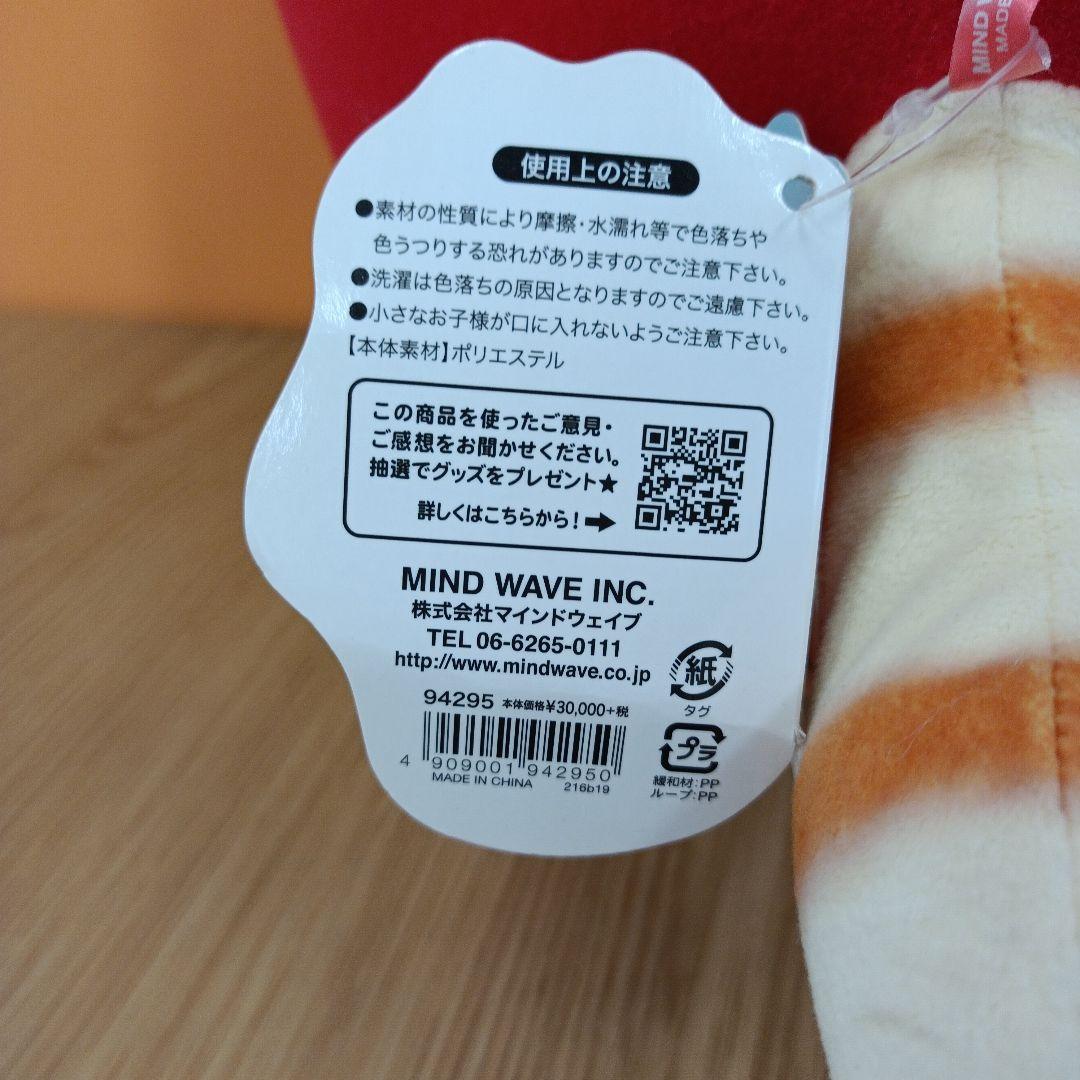 使用上の注意
●素材の性質により摩擦・水濡れ等で色落ちや
色うつりする恐れがありますのでご注意下さい。
●洗濯は色落ちの原因となりますのでご遠慮下さい。
●小さなお子様が口に入れないようご注意下さい。
【本体素材】ポリエステル
この商品を使ったご意見・
ご感想をお聞かせください。
抽選でグッズをプレゼント★
詳しくはこちらから!➡
MIND WAVE INC.
株式会社マインドウェイブ
TEL 06-6265-0111
http://www.mindwave.co.jp
94295 本体価格¥30,000+税
4 909001 942950
MADE IN CHINA 216b19
紙
タグ
プラ
緩和材:PP
ループ:PP
MIND
MADE